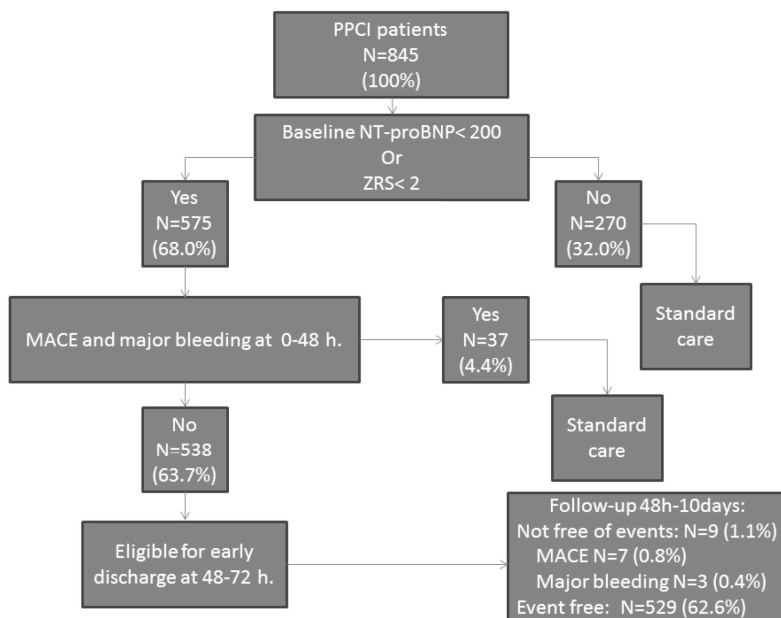 PPCI patients
N=845
(100%)
Baseline NT-proBNP< 200
Or
ZRS< 2
Yes
N=575
(68.0%)
No
N=270
(32.0%)
MACE and major bleeding at 0-48 h.
Yes
N=37
(4.4%)
Standard
care
No
N=538
(63.7%)
Standard
care
Eligible for early
discharge at 48-72 h.
Follow-up 48h-10days:
Not free of events: N=9 (1.1%)
MACE N=7 (0.8%)
Major bleeding N=3 (0.4%)
Event free: N=529 (62.6%)